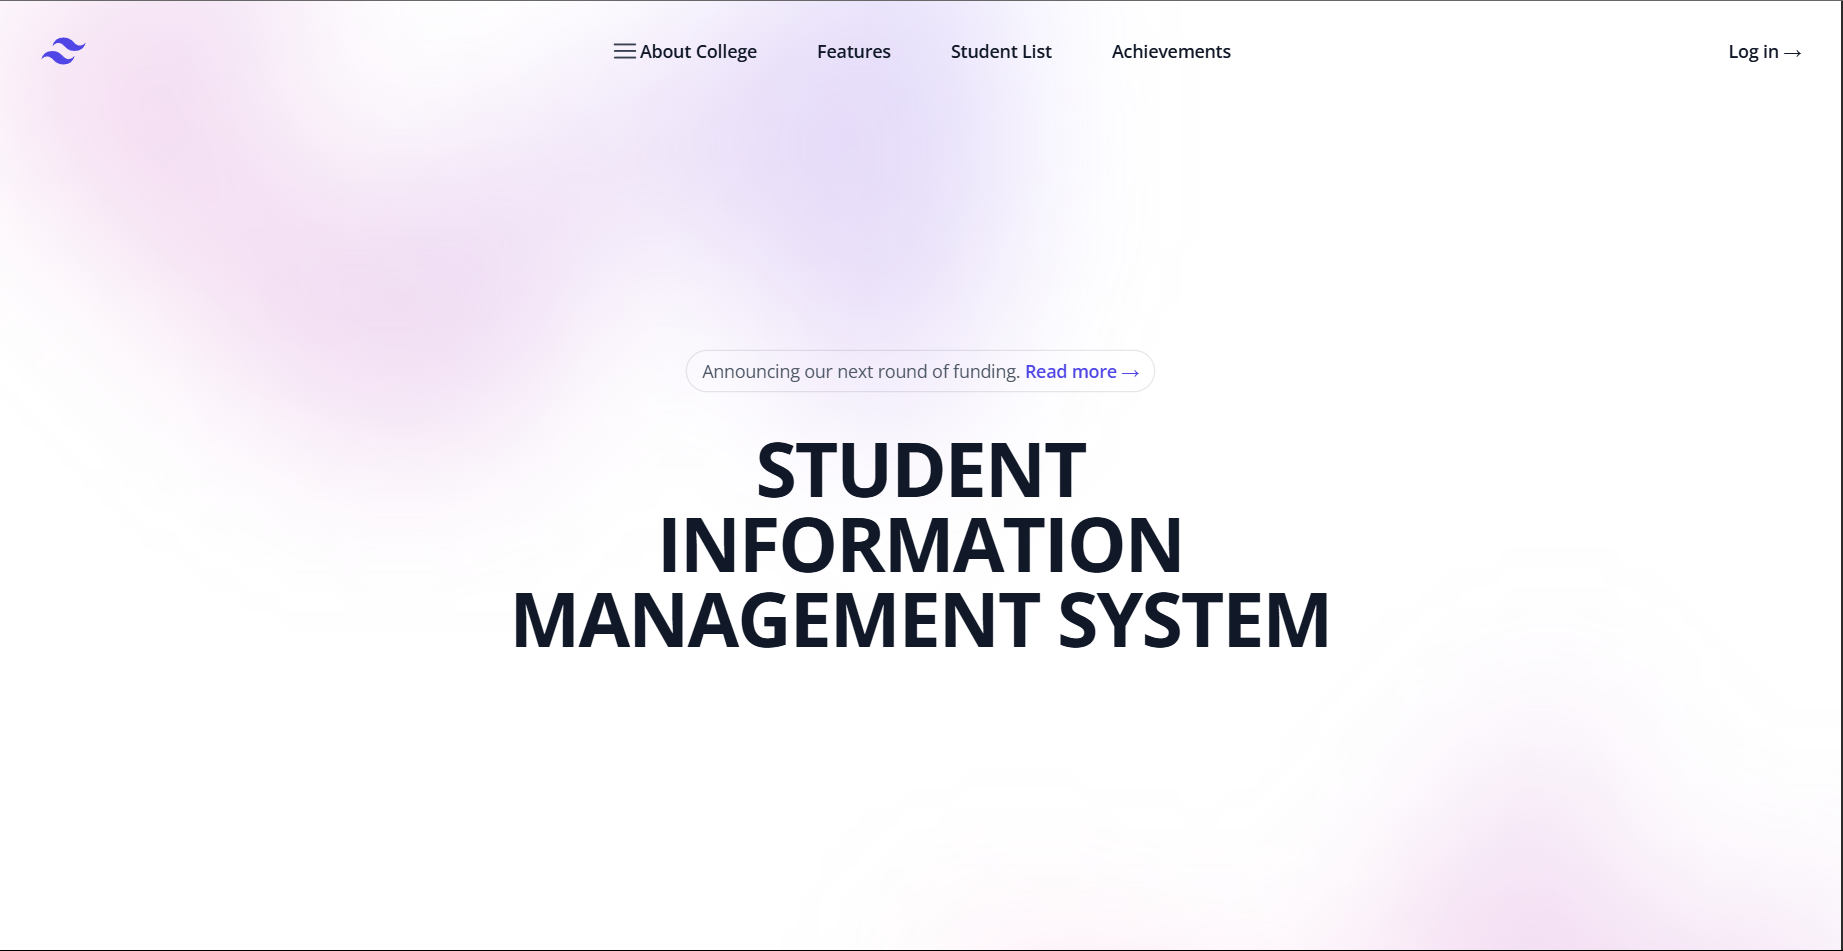 About College Features Student List Achievements Log in →
Announcing our next round of funding. Read more →
STUDENT
INFORMATION
MANAGEMENT SYSTEM